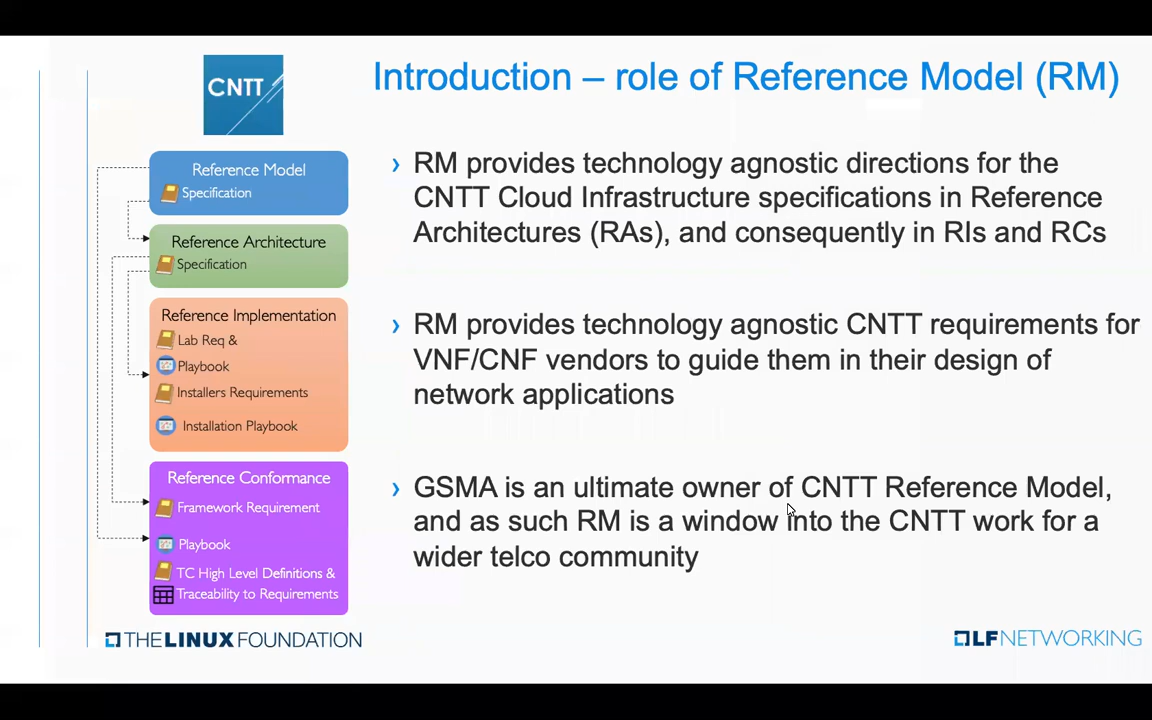 CNTT
Introduction – role of Reference Model (RM)
Reference Model
Specification
Reference Architecture
Specification
Reference Implementation
Lab Req &
Playbook
Installers Requirements
Installation Playbook
Reference Conformance
Framework Requirement
Playbook
TC High Level Definitions &
Traceability to Requirements
› RM provides technology agnostic directions for the
CNTT Cloud Infrastructure specifications in Reference
Architectures (RAs), and consequently in RIs and RCs
› RM provides technology agnostic CNTT requirements for
VNF/CNF vendors to guide them in their design of
network applications
› GSMA is an ultimate owner of CNTT Reference Model,
and as such RM is a window into the CNTT work for a
wider telco community
THE LINUX FOUNDATION
LF NETWORKING